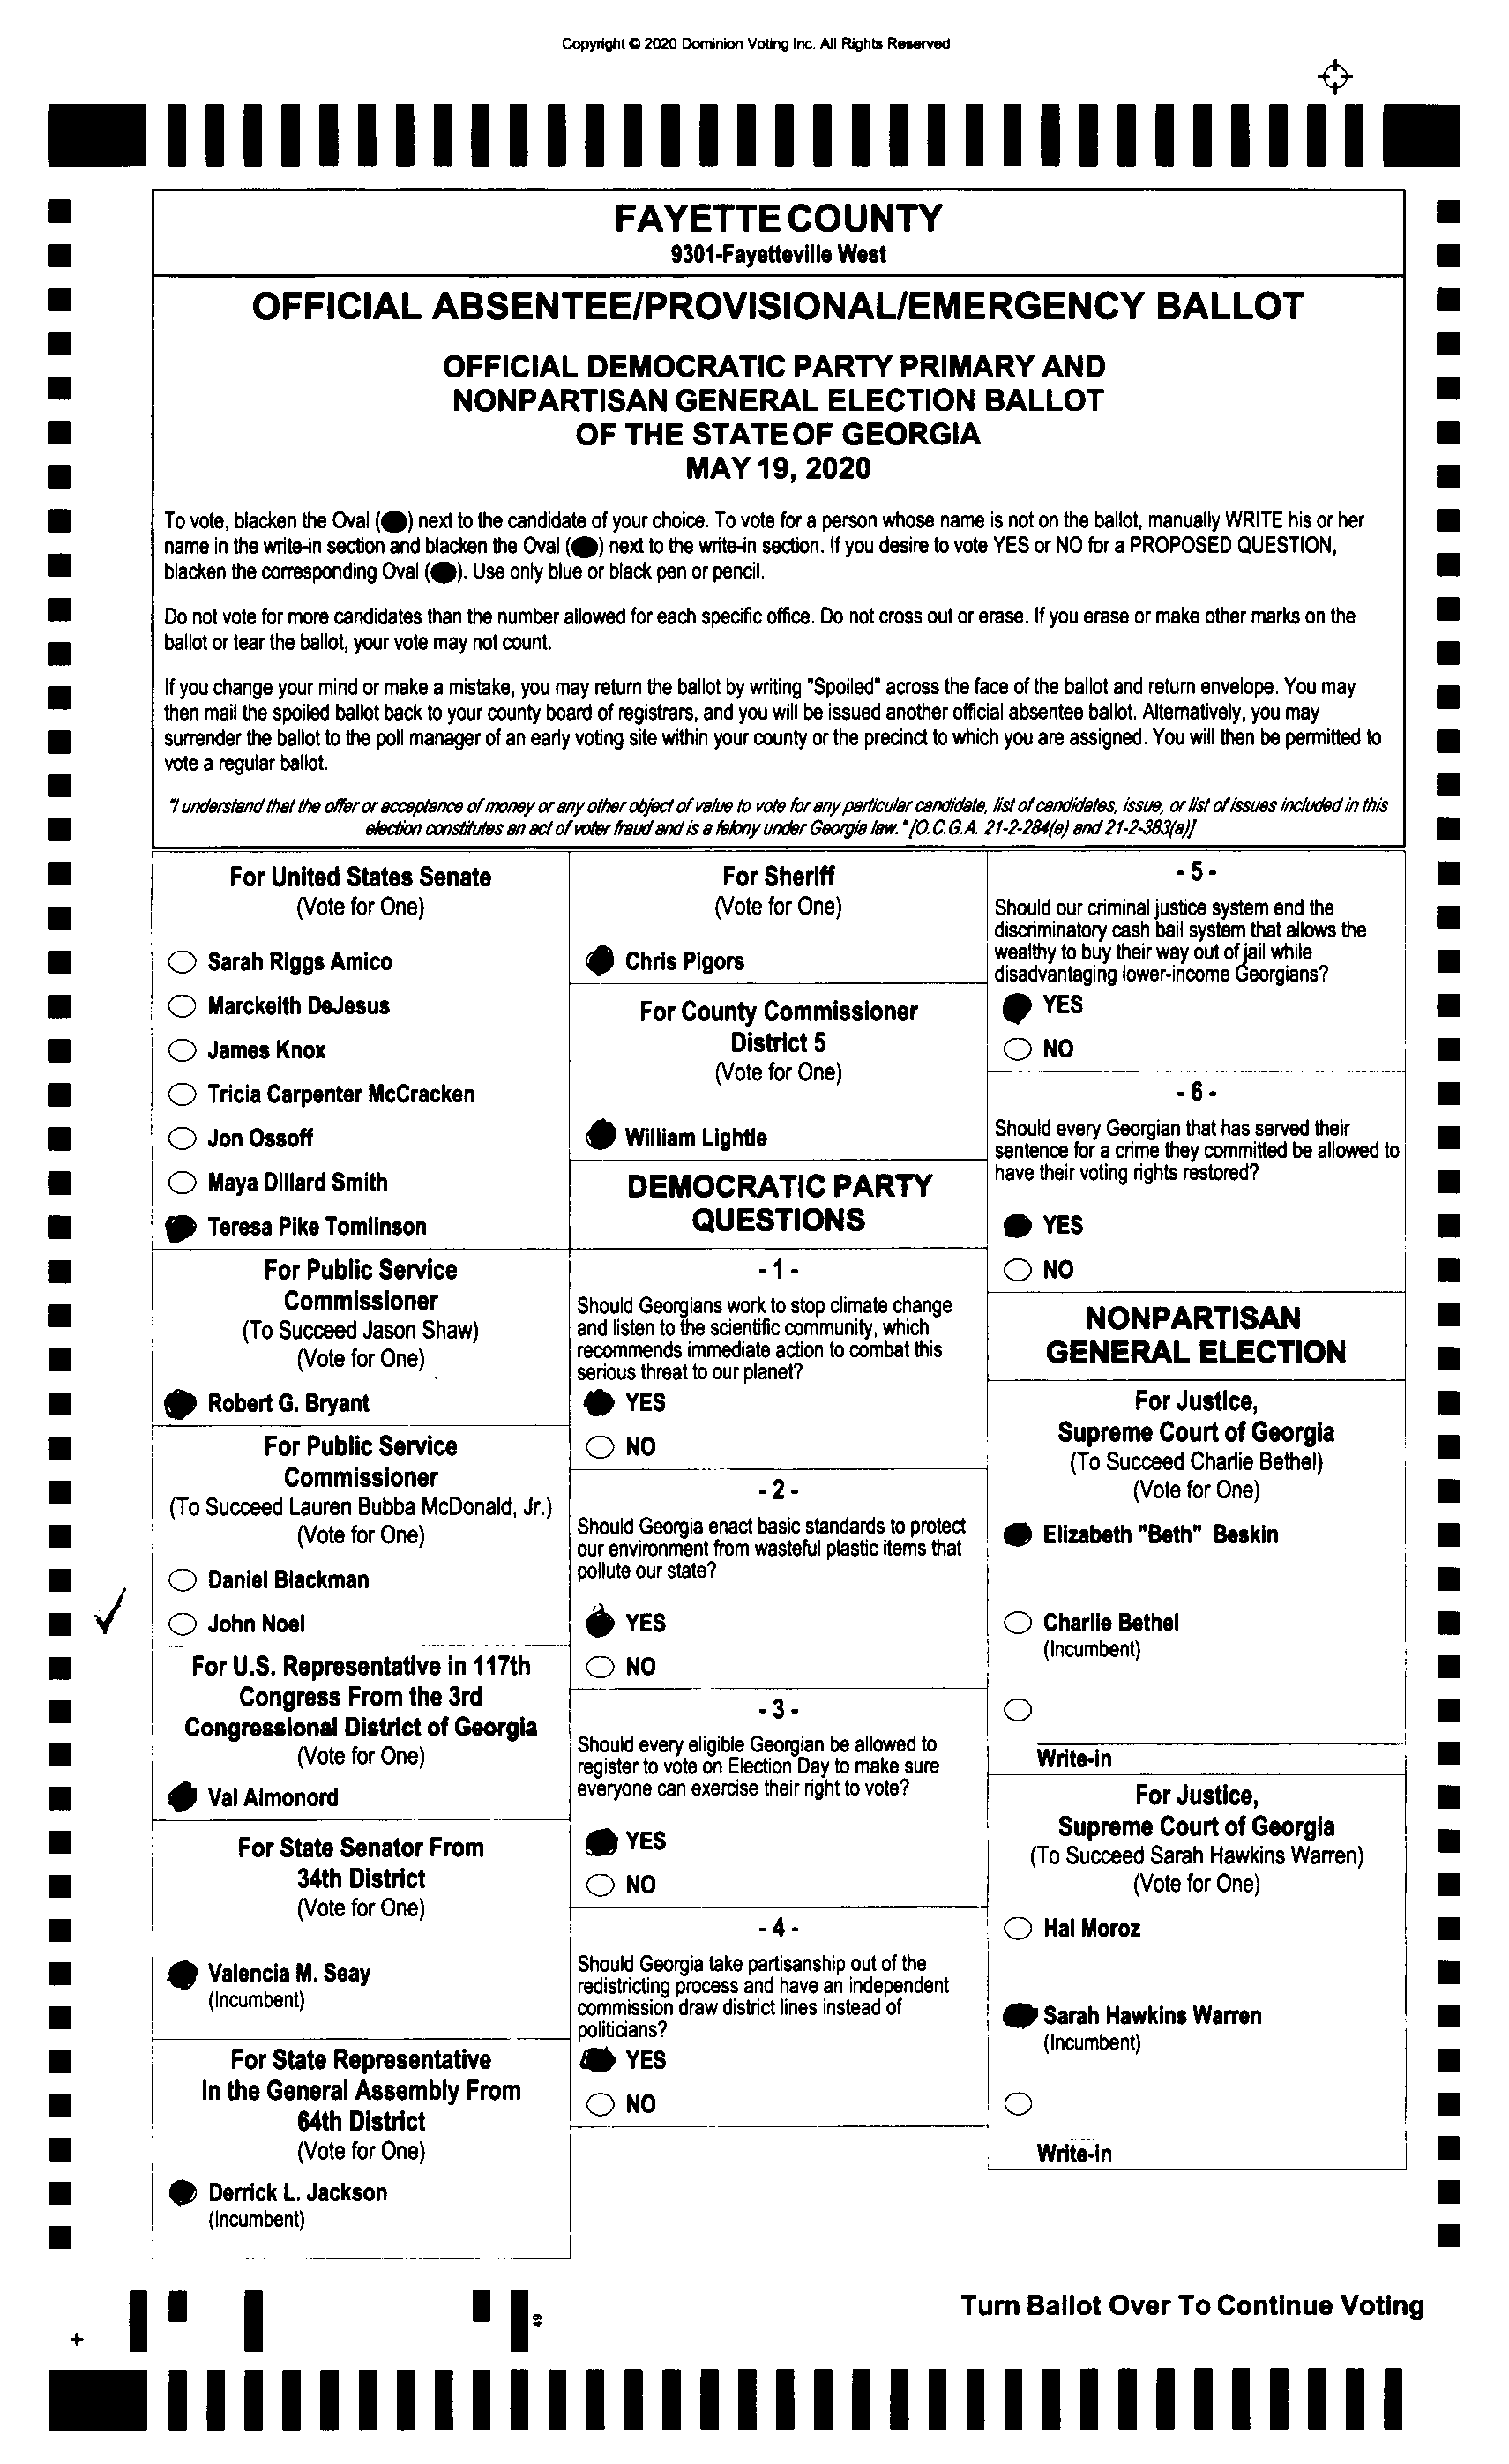 Copyright © 2020 Dominion Voting Inc. All Rights Reserved
FAYETTE COUNTY
9301-Fayetteville West
OFFICIAL ABSENTEE/PROVISIONAL/EMERGENCY BALLOT
OFFICIAL DEMOCRATIC PARTY PRIMARY AND
NONPARTISAN GENERAL ELECTION BALLOT
OF THE STATE OF GEORGIA
MAY 19, 2020
To vote, blacken the Oval () next to the candidate of your choice. To vote for a person whose name is not on the ballot, manually WRITE his or her
name in the write-in section and blacken the Oval () next to the write-in section. If you desire to vote YES or NO for a PROPOSED QUESTION,
blacken the corresponding Oval (). Use only blue or black pen or pencil.
Do not vote for more candidates than the number allowed for each specific office. Do not cross out or erase. If you erase or make other marks on the
ballot or tear the ballot, your vote may not count.
If you change your mind or make a mistake, you may return the ballot by writing "Spoiled" across the face of the ballot and return envelope. You may
then mail the spoiled ballot back to your county board of registrars, and you will be issued another official absentee ballot. Alternatively, you may
surrender the ballot to the poll manager of an early voting site within your county or the precinct to which you are assigned. You will then be permitted to
vote a regular ballot.
"I understand that the offer or acceptance of money or any other object of value to vote for any particular candidate, list of candidates, issue, or list of issues included in this
election constitutes an act of voter fraud and is a felony under Georgia law." [O.C.G.A. 21-2-284(e) and 21-2-383(a)]
For United States Senate
(Vote for One)
Sarah Riggs Amico
Marckeith DeJesus
James Knox
Tricia Carpenter McCracken
Jon Ossoff
Maya Dillard Smith
Teresa Pike Tomlinson
For Public Service
Commissioner
(To Succeed Jason Shaw)
(Vote for One)
Robert G. Bryant
For Public Service
Commissioner
(To Succeed Lauren Bubba McDonald, Jr.)
(Vote for One)
Daniel Blackman
John Noel
For U.S. Representative in 117th
Congress From the 3rd
Congressional District of Georgia
(Vote for One)
Val Almonord
For State Senator From
34th District
(Vote for One)
Valencia M. Seay
(Incumbent)
For State Representative
In the General Assembly From
64th District
(Vote for One)
Derrick L. Jackson
(Incumbent)
For Sheriff
(Vote for One)
Chris Pigors
For County Commissioner
District 5
(Vote for One)
William Lightle
DEMOCRATIC PARTY
QUESTIONS
- 1 -
Should Georgians work to stop climate change
and listen to the scientific community, which
recommends immediate action to combat this
serious threat to our planet?
YES
NO
- 2 -
Should Georgia enact basic standards to protect
our environment from wasteful plastic items that
pollute our state?
YES
NO
- 3 -
Should every eligible Georgian be allowed to
register to vote on Election Day to make sure
everyone can exercise their right to vote?
YES
NO
- 4 -
Should Georgia take partisanship out of the
redistricting process and have an independent
commission draw district lines instead of
politicians?
YES
NO
- 5 -
Should our criminal justice system end the
discriminatory cash bail system that allows the
wealthy to buy their way out of jail while
disadvantaging lower-income Georgians?
YES
NO
- 6 -
Should every Georgian that has served their
sentence for a crime they committed be allowed to
have their voting rights restored?
YES
NO
NONPARTISAN
GENERAL ELECTION
For Justice,
Supreme Court of Georgia
(To Succeed Charlie Bethel)
(Vote for One)
Elizabeth "Beth" Beskin
Charlie Bethel
(Incumbent)
Write-in
For Justice,
Supreme Court of Georgia
(To Succeed Sarah Hawkins Warren)
(Vote for One)
Hal Moroz
Sarah Hawkins Warren
(Incumbent)
Write-in
49
Turn Ballot Over To Continue Voting